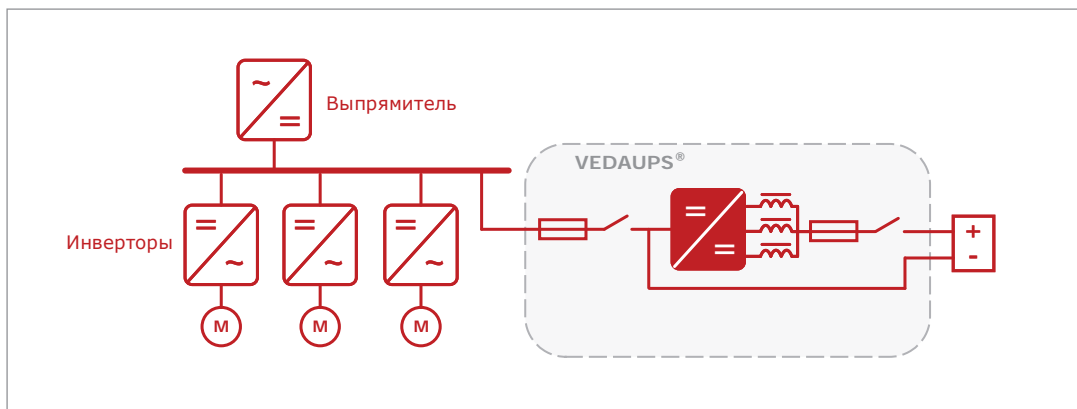 Выпрямитель
VEDAUPS®
Инверторы
~
=
=
~
=
~
=
~
=
=
+
-
M
M
M